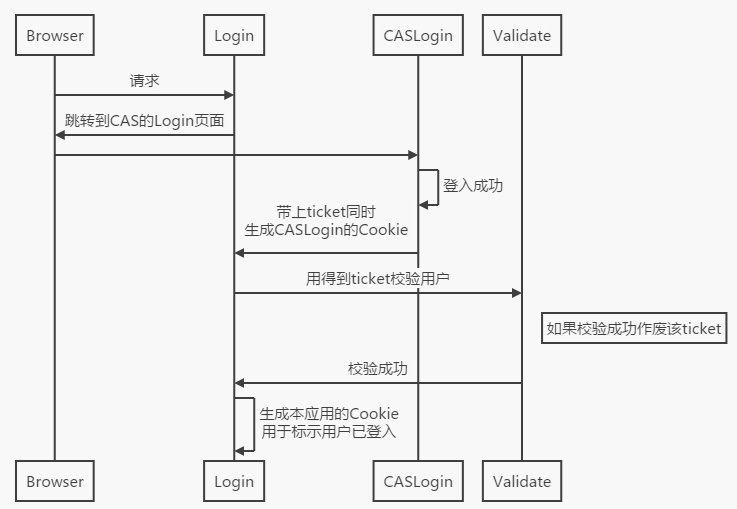 Browser
Login
CASLogin
Validate
请求
跳转到CAS的Login页面
登入成功
带上ticket同时
生成CASLogin的Cookie
用得到ticket校验用户
如果校验成功作废该ticket
校验成功
生成本应用的Cookie
用于标示用户已登入
Browser
Login
CASLogin
Validate